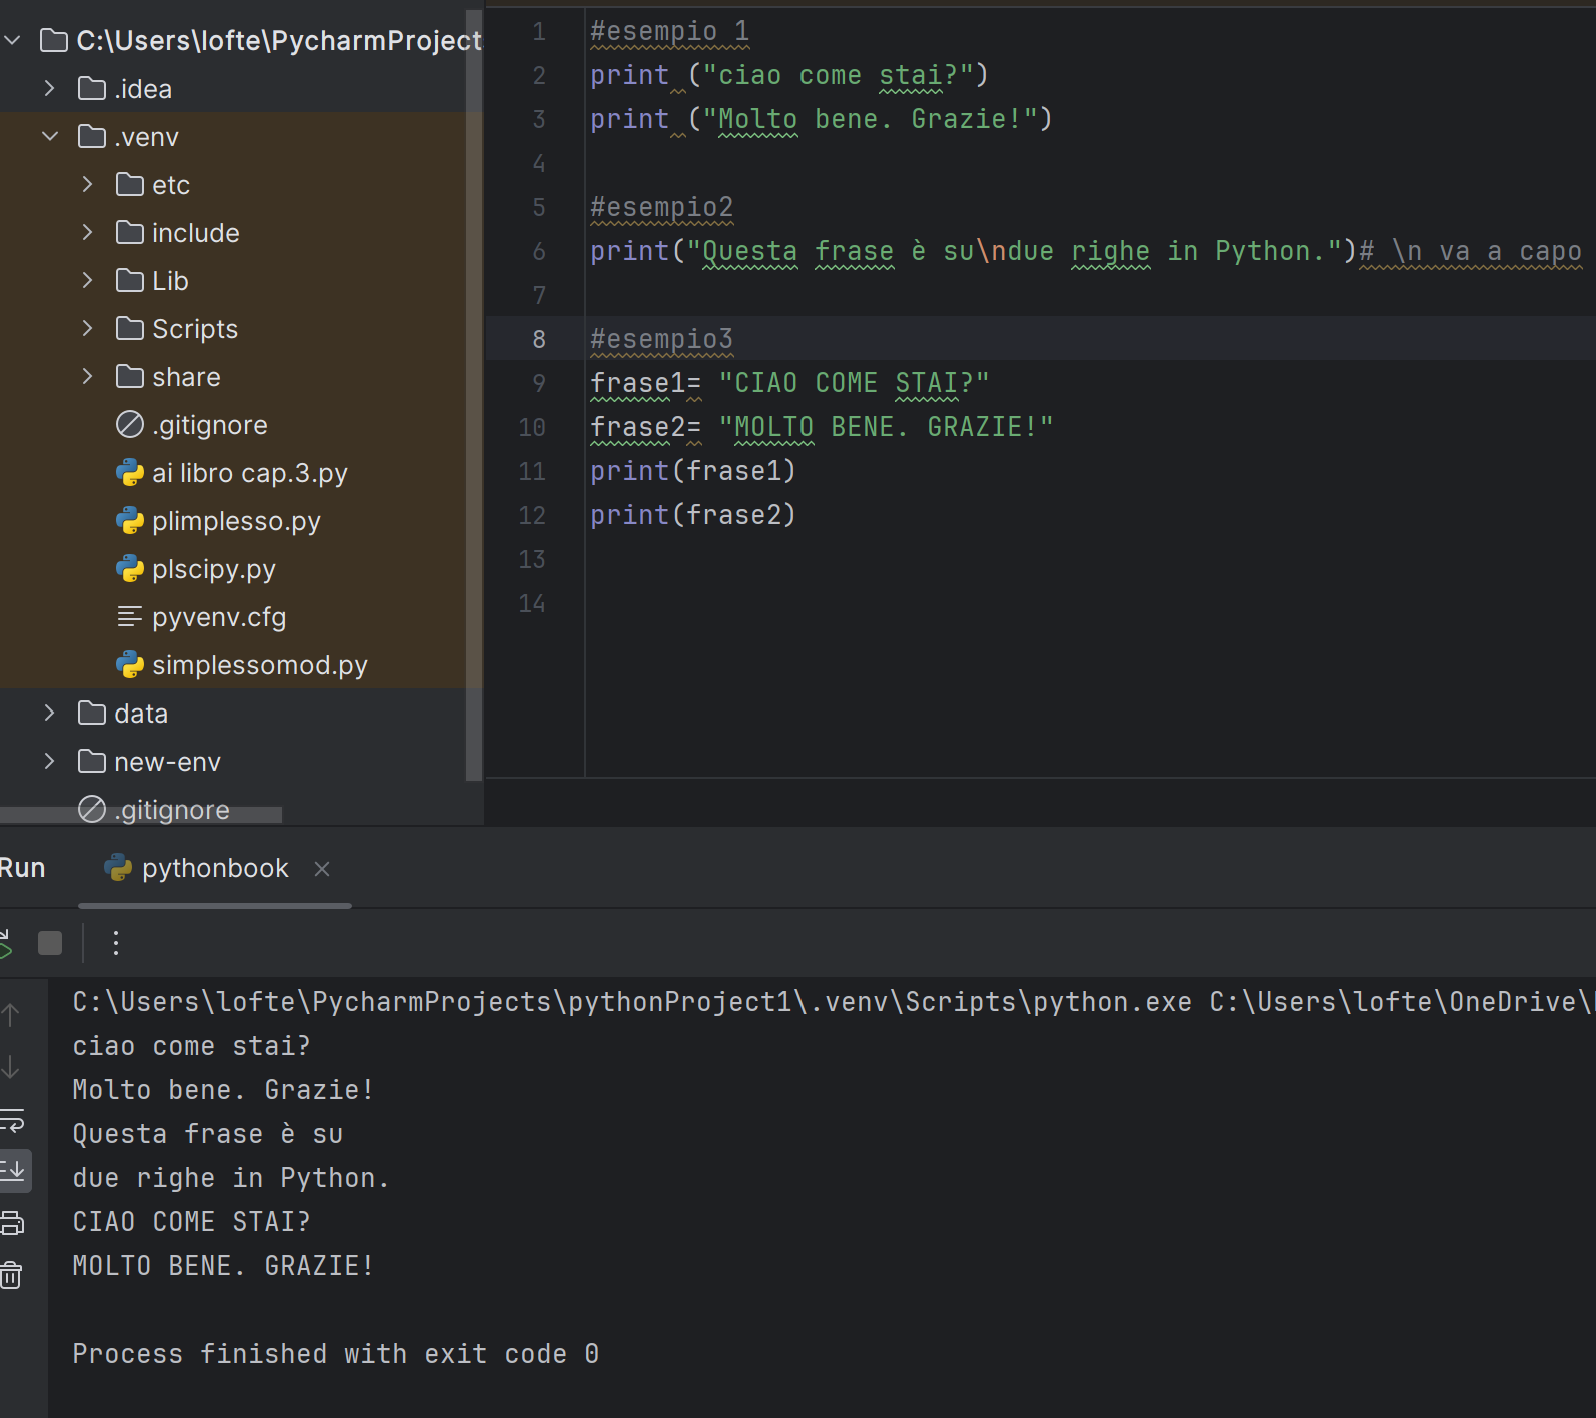 C:\Users\lofte\PycharmProject
.idea
.venv
etc
include
Lib
Scripts
share
.gitignore
ai libro cap.3.py
plimplesso.py
plscipy.py
pyvenv.cfg
simplessomod.py
data
new-env
.gitignore
1 #esempio 1
2 print ("ciao come stai?")
3 print ("Molto bene. Grazie!")
4
5 #esempio2
6 print("Questa frase è su\ndue righe in Python.")# \n va a capo
7
8 #esempio3
9 frase1= "CIAO COME STAI?"
10 frase2= "MOLTO BENE. GRAZIE!"
11 print(frase1)
12 print(frase2)
13
14
Run pythonbook
C:\Users\lofte\PycharmProjects\pythonProject1\.venv\Scripts\python.exe C:\Users\lofte\OneDrive\
ciao come stai?
Molto bene. Grazie!
Questa frase è su
due righe in Python.
CIAO COME STAI?
MOLTO BENE. GRAZIE!
Process finished with exit code 0